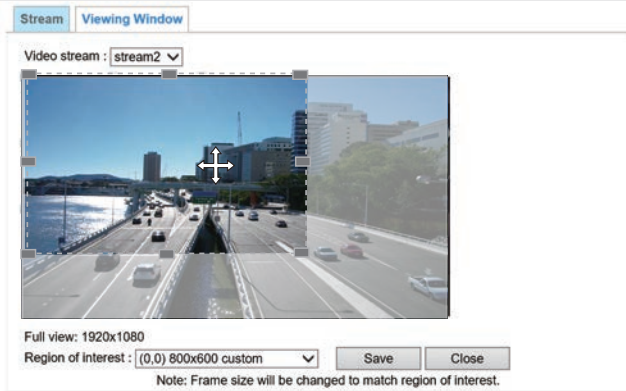 Stream Viewing Window
Video stream : stream2
Full view: 1920x1080
Region of interest : (0,0) 800x600 custom Save Close
Note: Frame size will be changed to match region of interest.